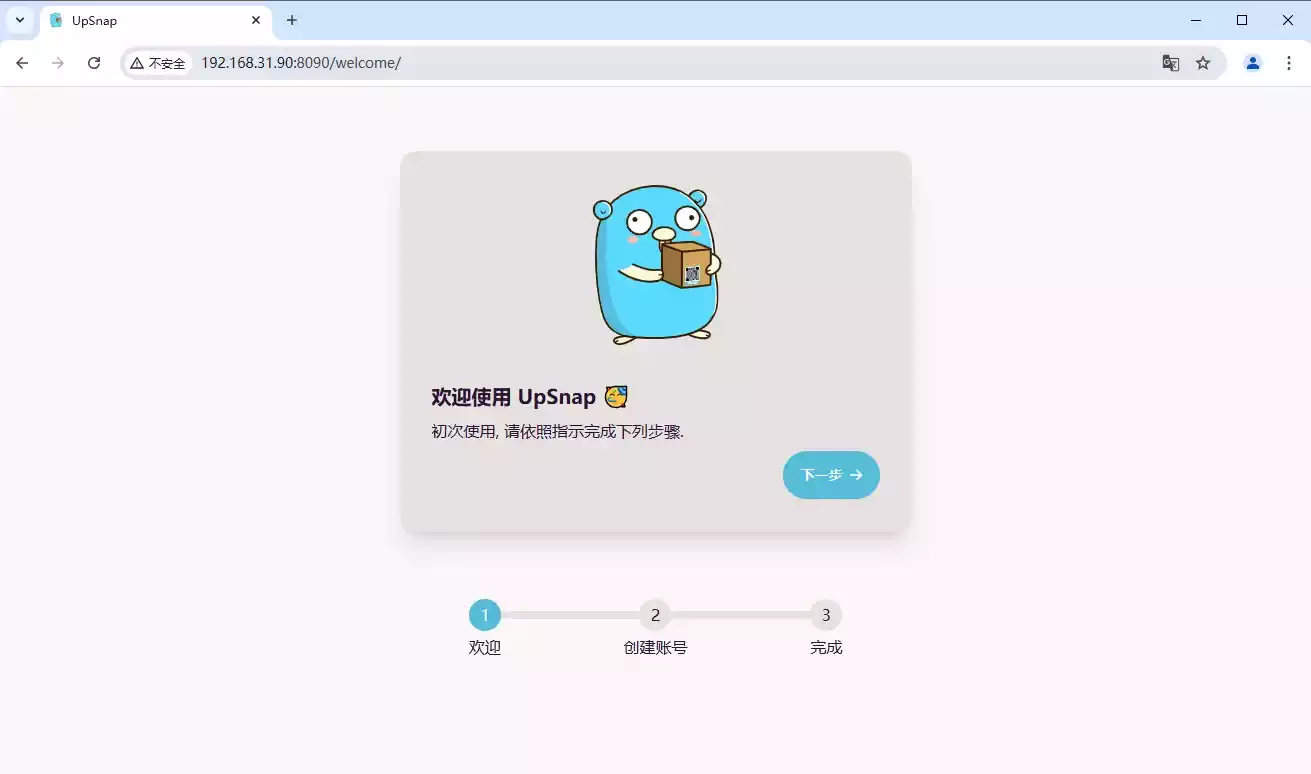 UpSnap
不安全
192.168.31.90:8090/welcome/
欢迎使用 UpSnap 🥳
初次使用, 请依照指示完成下列步骤.
下一步 →
1
2
3
欢迎
创建账号
完成